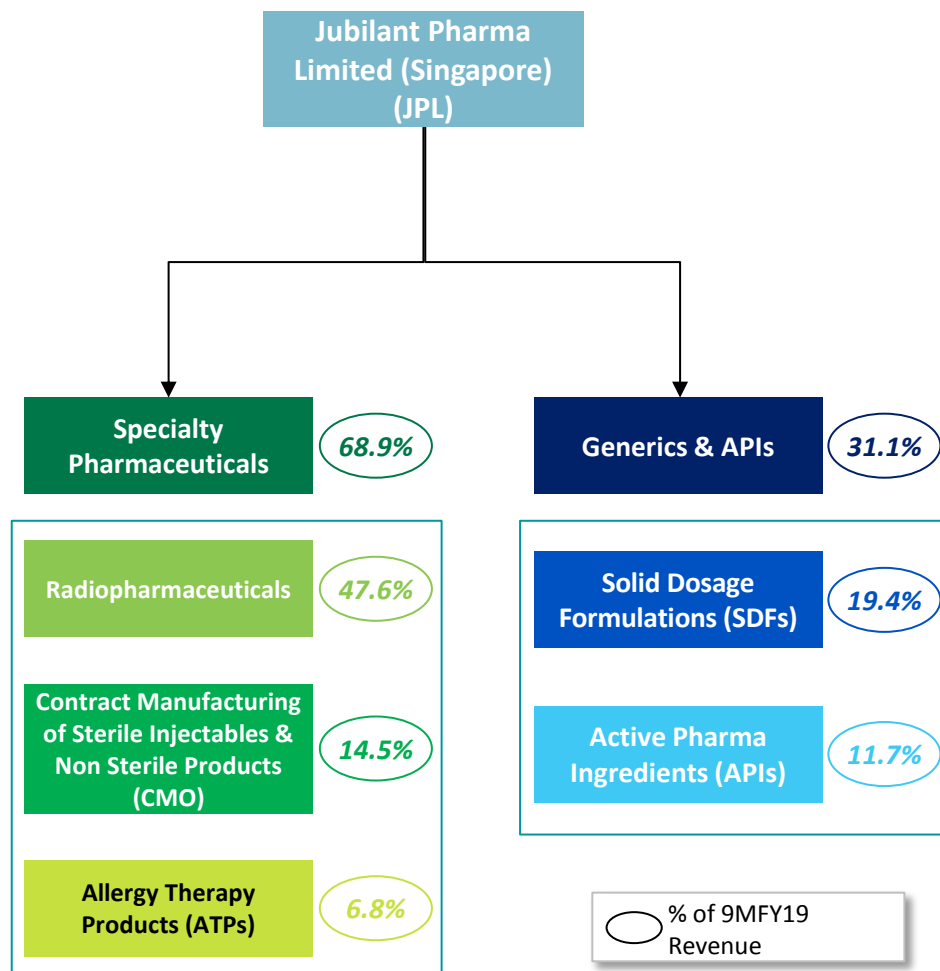 Jubilant Pharma
Limited (Singapore)
(JPL)
Specialty
Pharmaceuticals
68.9%
Generics & APIs
31.1%
Radiopharmaceuticals
47.6%
Solid Dosage
Formulations (SDFs)
19.4%
Contract Manufacturing
of Sterile Injectables &
Non Sterile Products
(CMO)
14.5%
Active Pharma
Ingredients (APIs)
11.7%
Allergy Therapy
Products (ATPs)
6.8%
% of 9MFY19
Revenue